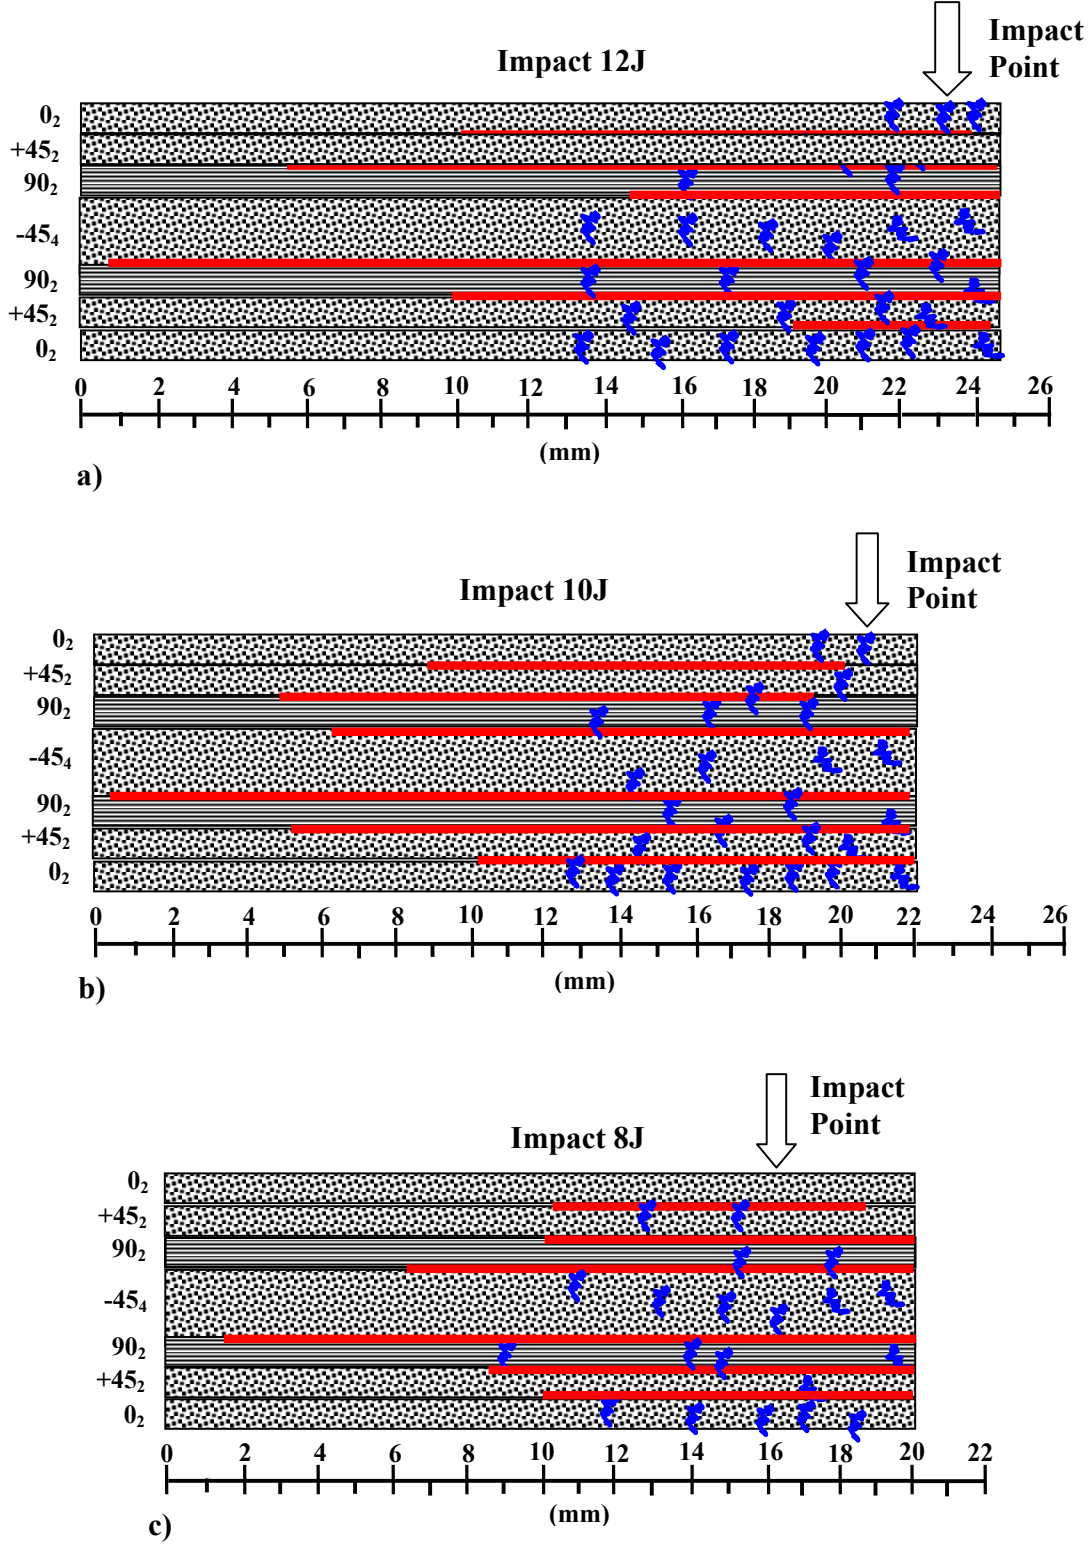 Impact 12J
Impact
Point
0₂
+45₂
90₂
-45₄
90₂
+45₂
0₂
0 2 4 6 8 10 12 14 16 18 20 22 24 26
(mm)
a)
Impact 10J
Impact
Point
0₂
+45₂
90₂
-45₄
90₂
+45₂
0₂
0 2 4 6 8 10 12 14 16 18 20 22 24 26
(mm)
b)
Impact 8J
Impact
Point
0₂
+45₂
90₂
-45₄
90₂
+45₂
0₂
0 2 4 6 8 10 12 14 16 18 20 22
(mm)
c)